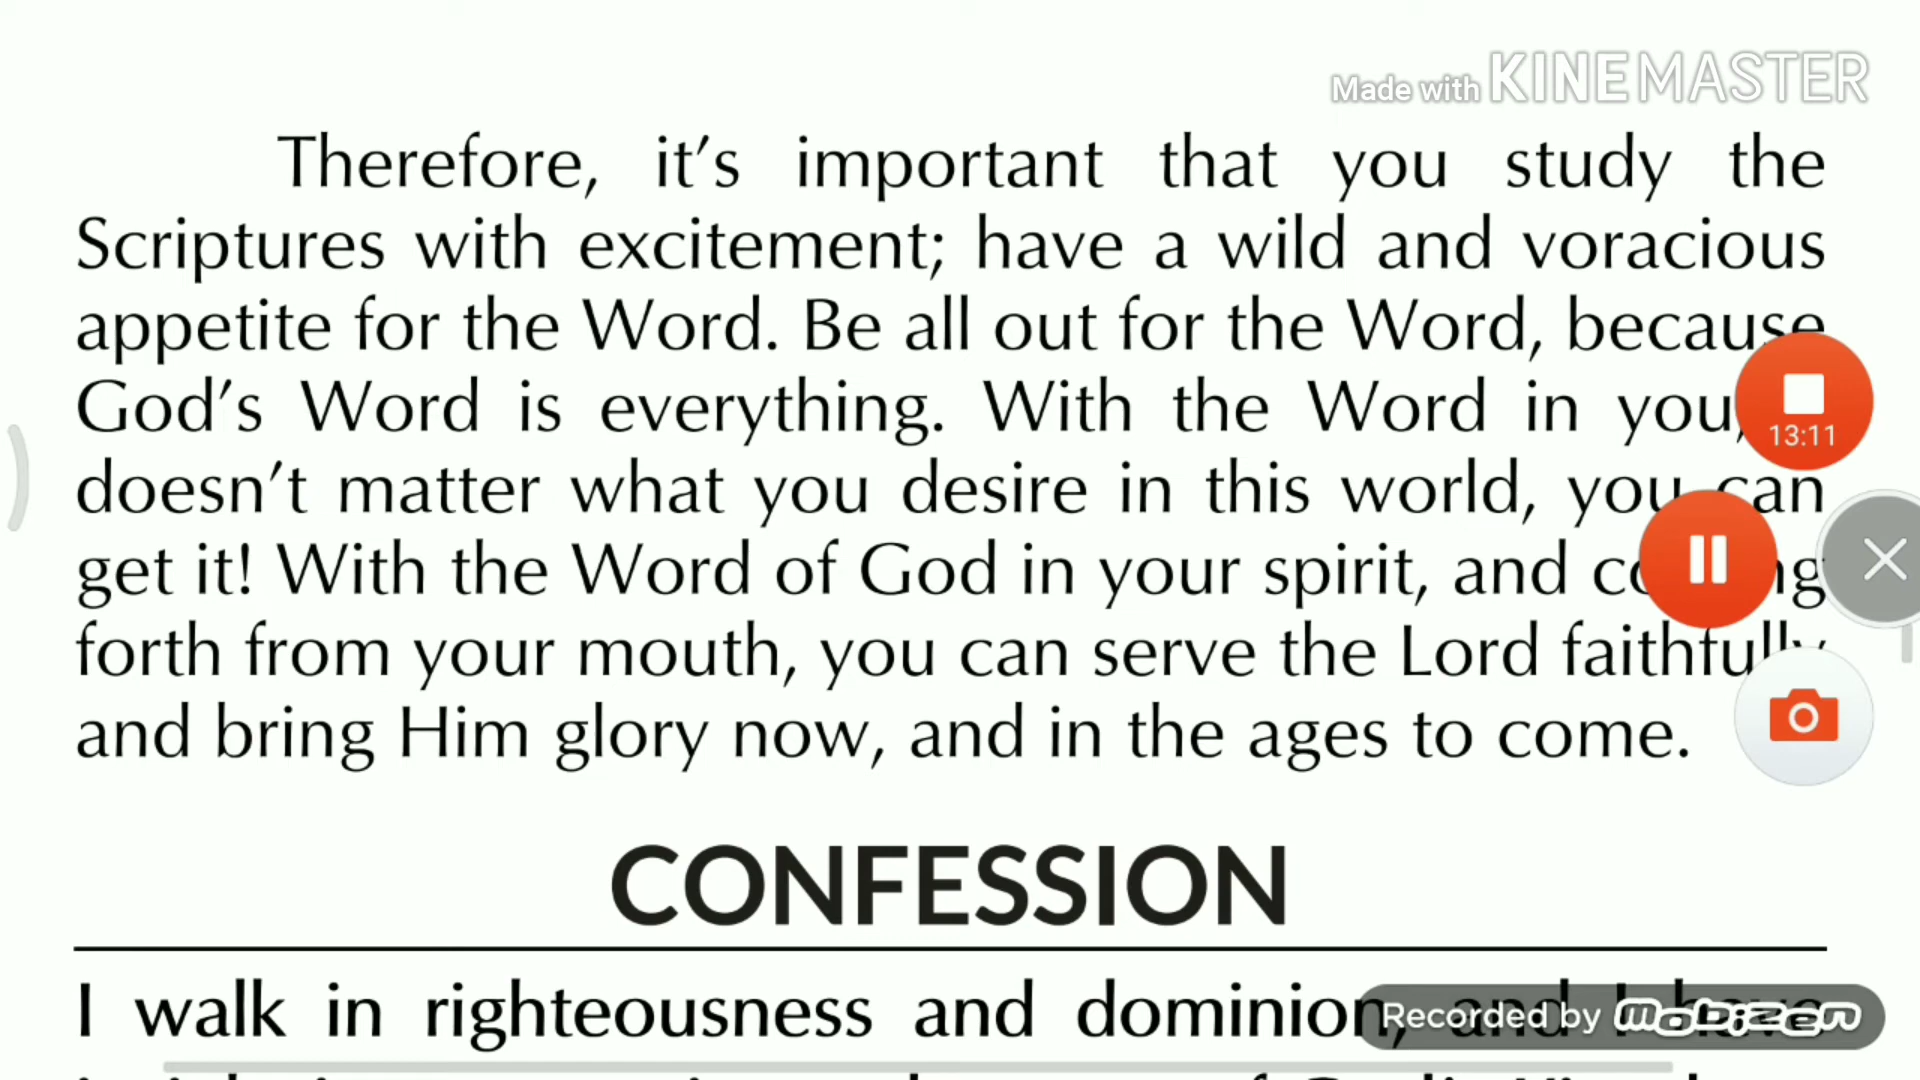 Made with KINEMASTER
Therefore, it's important that you study the
Scriptures with excitement; have a wild and voracious
appetite for the Word. Be all out for the Word, because
God's Word is everything. With the Word in you,
13:11
doesn't matter what you desire in this world, you can
get it! With the Word of God in your spirit, and
forth from your mouth, you can serve the Lord faithfully
and bring Him glory now, and in the ages to come.
CONFESSION
I walk in righteousness and dominion, and I have
Recorded by mobizen